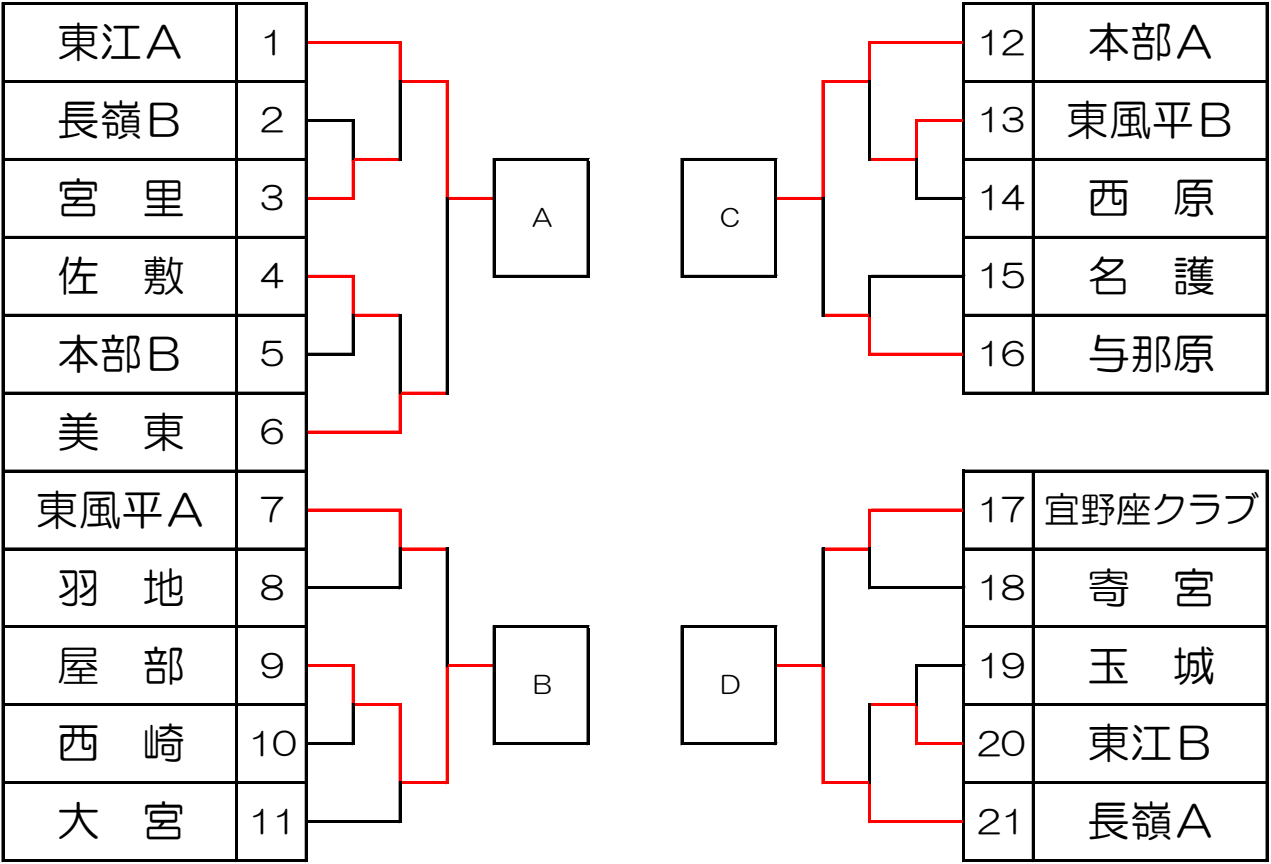 東江A 1
長嶺B 2
宮 里 3
佐 敷 4
本部B 5
美 東 6
東風平A 7
羽 地 8
屋 部 9
西 崎 10
大 宮 11
A
B
C
D
12 本部A
13 東風平B
14 西 原
15 名 護
16 与那原
17 宜野座クラブ
18 寄 宮
19 玉 城
20 東江B
21 長嶺A